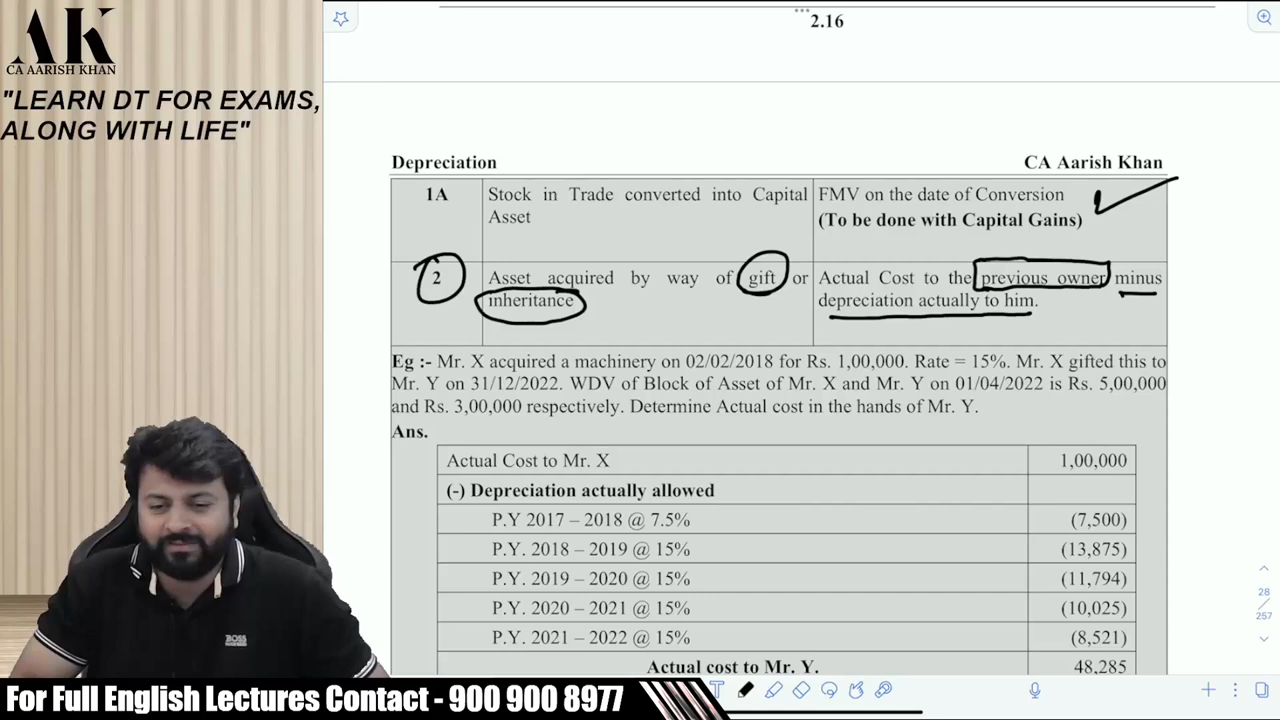 AK
CA AARISH KHAN
"LEARN DT FOR EXAMS,
ALONG WITH LIFE"
2.16
Depreciation
CA Aarish Khan
1A
Stock in Trade converted into Capital
Asset
FMV on the date of Conversion
(To be done with Capital Gains)
2
Asset acquired by way of gift or
inheritance
Actual Cost to the previous owner minus
depreciation actually to him.
Eg :- Mr. X acquired a machinery on 02/02/2018 for Rs. 1,00,000. Rate = 15%. Mr. X gifted this to
Mr. Y on 31/12/2022. WDV of Block of Asset of Mr. X and Mr. Y on 01/04/2022 is Rs. 5,00,000
and Rs. 3,00,000 respectively. Determine Actual cost in the hands of Mr. Y.
Ans.
Actual Cost to Mr. X 1,00,000
(-) Depreciation actually allowed
P.Y 2017 – 2018 @ 7.5% (7,500)
P.Y. 2018 – 2019 @ 15% (13,875)
P.Y. 2019 – 2020 @ 15% (11,794)
P.Y. 2020 – 2021 @ 15% (10,025)
P.Y. 2021 – 2022 @ 15% (8,521)
Actual cost to Mr. Y. 48,285
28
257
BOSS
For Full English Lectures Contact - 900 900 8977